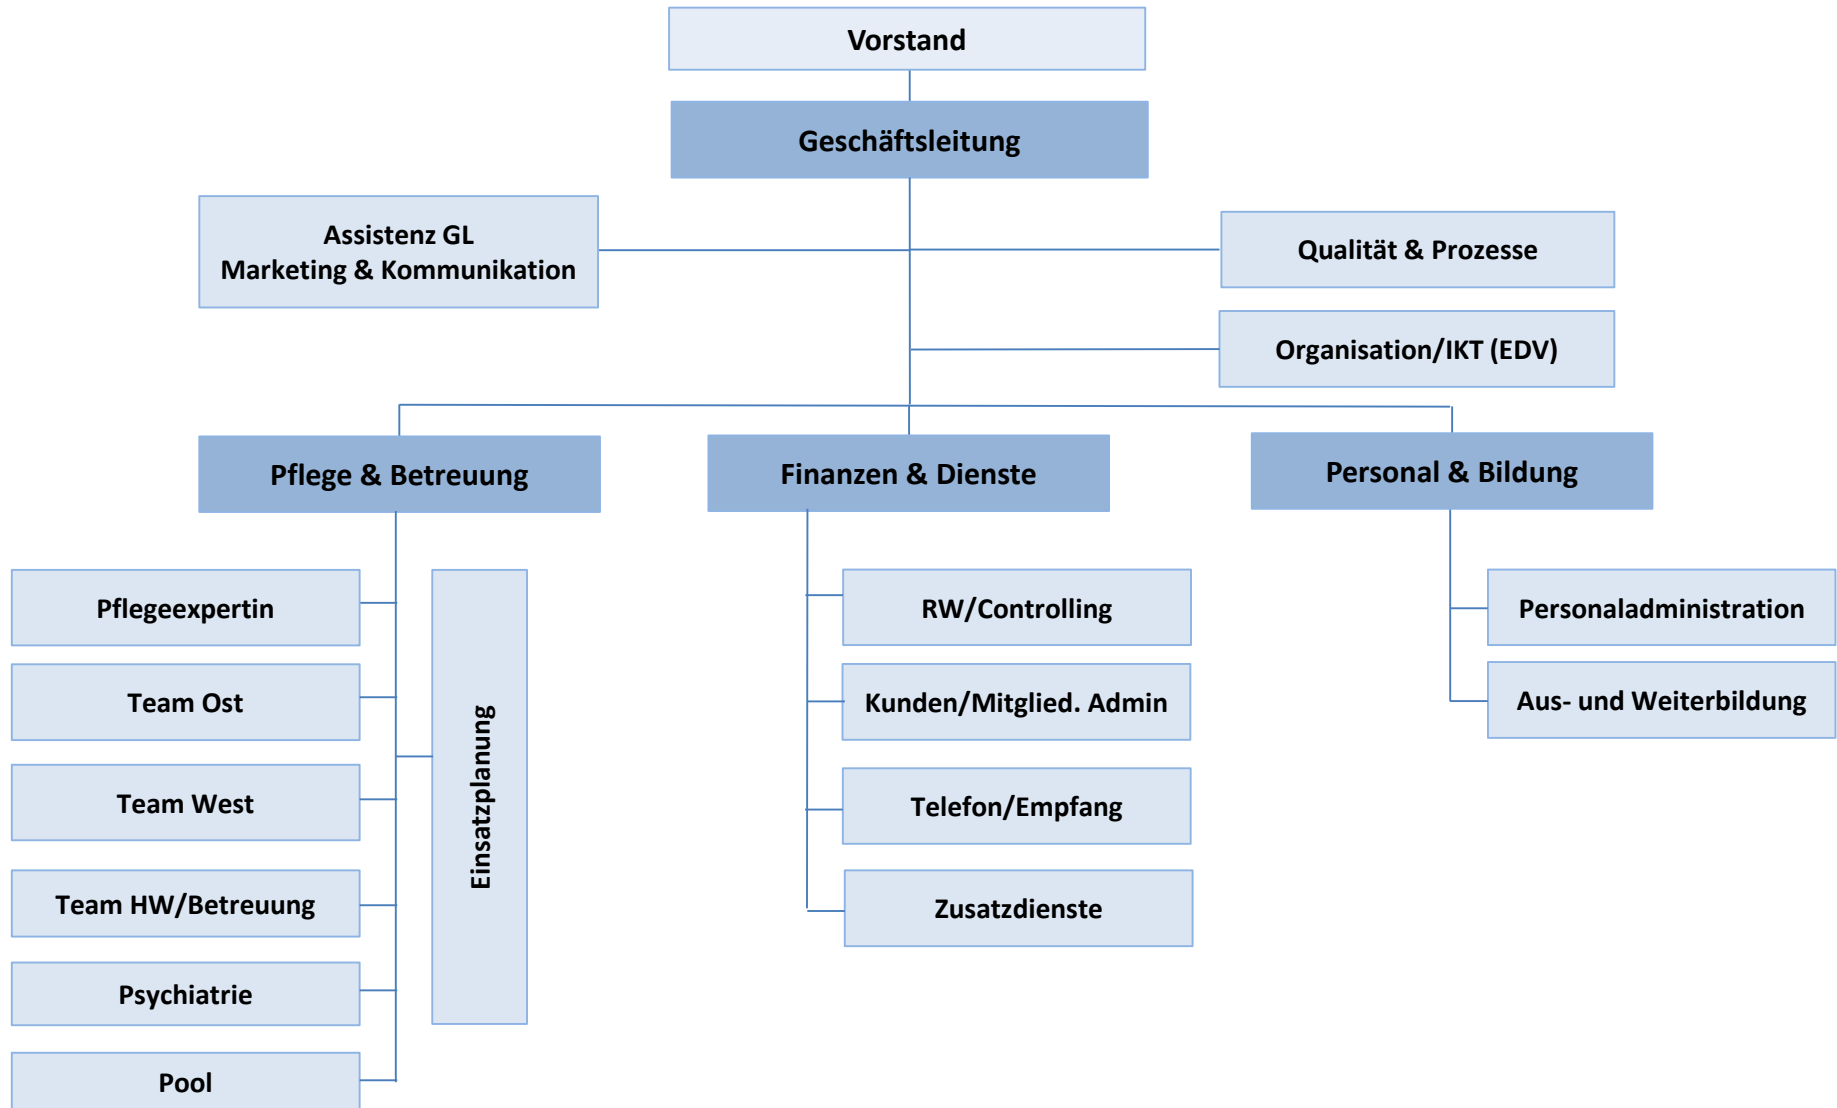 Vorstand
Geschäftsleitung
Assistenz GL
Marketing & Kommunikation
Qualität & Prozesse
Organisation/IKT (EDV)
Pflege & Betreuung
Finanzen & Dienste
Personal & Bildung
Pflegeexpertin
Team Ost
Team West
Team HW/Betreuung
Psychiatrie
Pool
Einsatzplanung
RW/Controlling
Kunden/Mitglied. Admin
Telefon/Empfang
Zusatzdienste
Personaladministration
Aus- und Weiterbildung